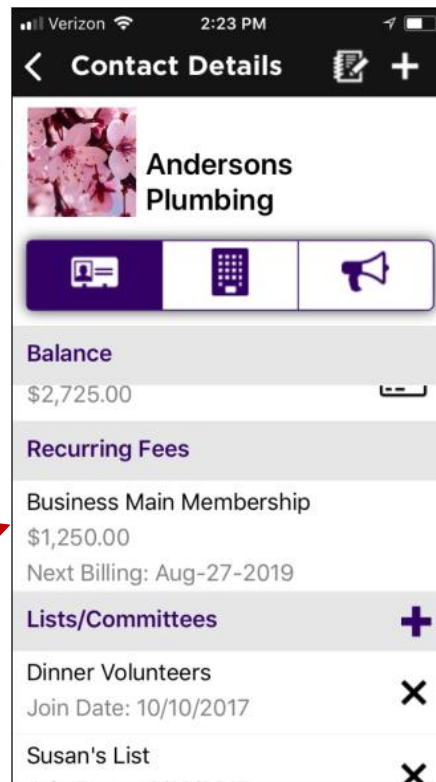 Verizon 2:23 PM
Contact Details
Andersons
Plumbing
Balance
$2,725.00
Recurring Fees
Business Main Membership
$1,250.00
Next Billing: Aug-27-2019
Lists/Committees
Dinner Volunteers
Join Date: 10/10/2017
Susan's List